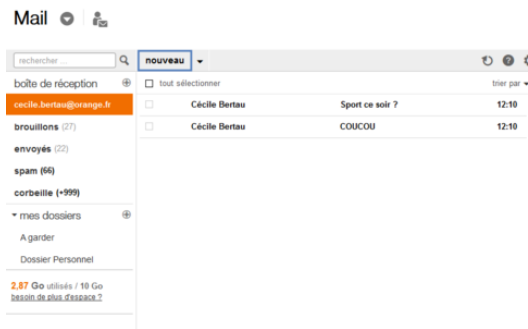 Mail
rechercher ...
nouveau
boîte de réception
tout sélectionner
trier par
cecile.bertau@orange.fr
Cécile Bertau Sport ce soir ? 12:10
brouillons (27)
Cécile Bertau COUCOU 12:10
envoyés (22)
spam (66)
corbeille (+999)
mes dossiers
A garder
Dossier Personnel
2,87 Go utilisés / 10 Go
besoin de plus d'espace ?